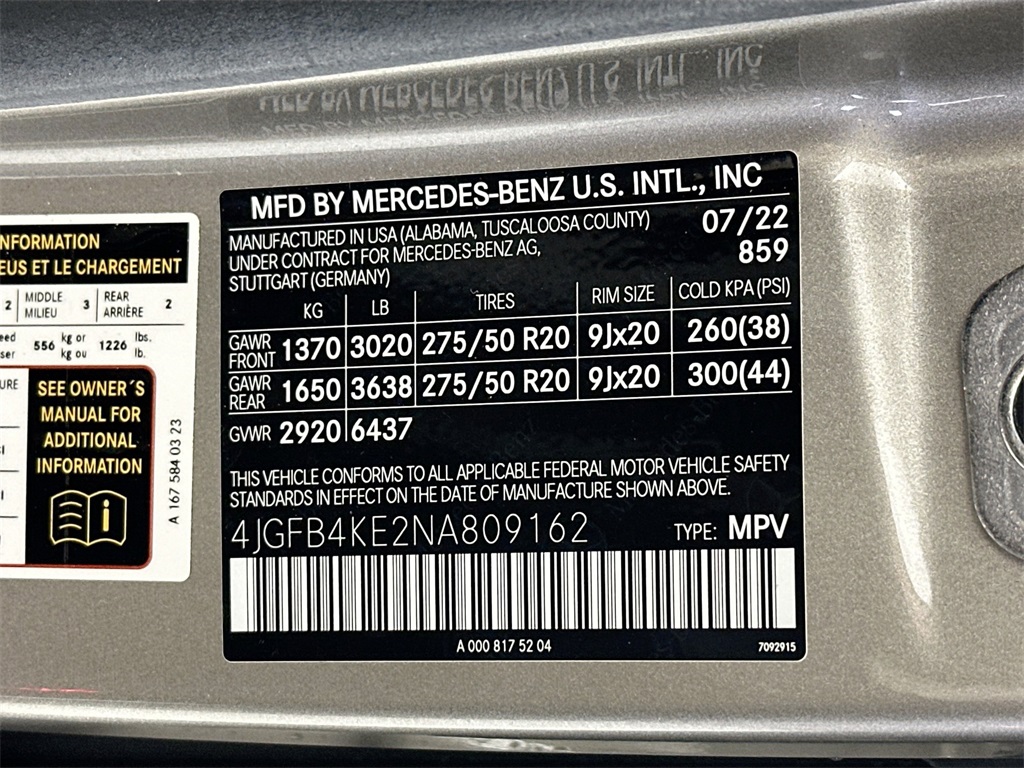 NFORMATION
EUS ET LE CHARGEMENT
2 MIDDLE MILIEU 3 REAR ARRIÈRE 2
556 kg or kg ou 1226 lbs. lb.
SEE OWNER´S
MANUAL FOR
ADDITIONAL
INFORMATION
A 167 584 03 23
MFD BY MERCEDES-BENZ U.S. INTL., INC
MANUFACTURED IN USA (ALABAMA, TUSCALOOSA COUNTY) 07/22
UNDER CONTRACT FOR MERCEDES-BENZ AG, 859
STUTTGART (GERMANY)
KG LB TIRES RIM SIZE COLD KPA (PSI)
GAWR FRONT 1370 3020 275/50 R20 9Jx20 260(38)
GAWR REAR 1650 3638 275/50 R20 9Jx20 300(44)
GVWR 2920 6437
THIS VEHICLE CONFORMS TO ALL APPLICABLE FEDERAL MOTOR VEHICLE SAFETY
STANDARDS IN EFFECT ON THE DATE OF MANUFACTURE SHOWN ABOVE.
4JGFB4KE2NA809162 TYPE: MPV
A 000 817 52 04 7092915